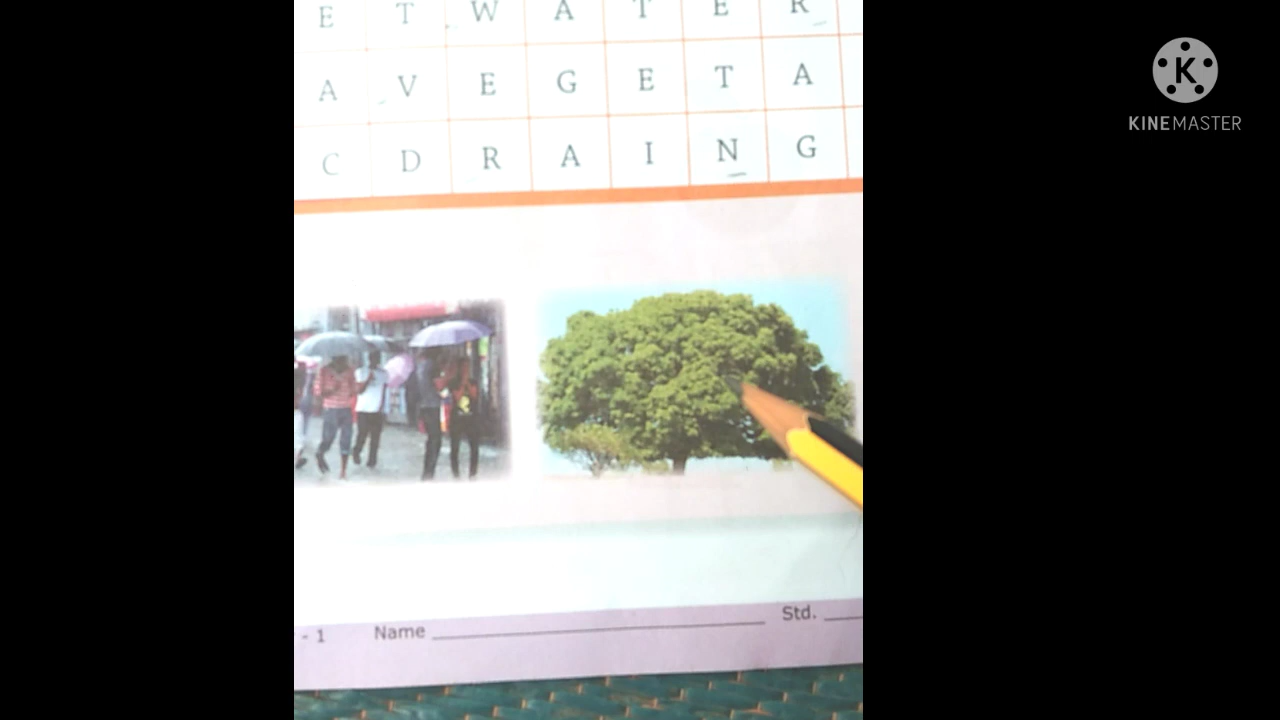 E T W A T E R
A V E G E T A
C D R A I N G
- 1 Name Std.
K
KINEMASTER